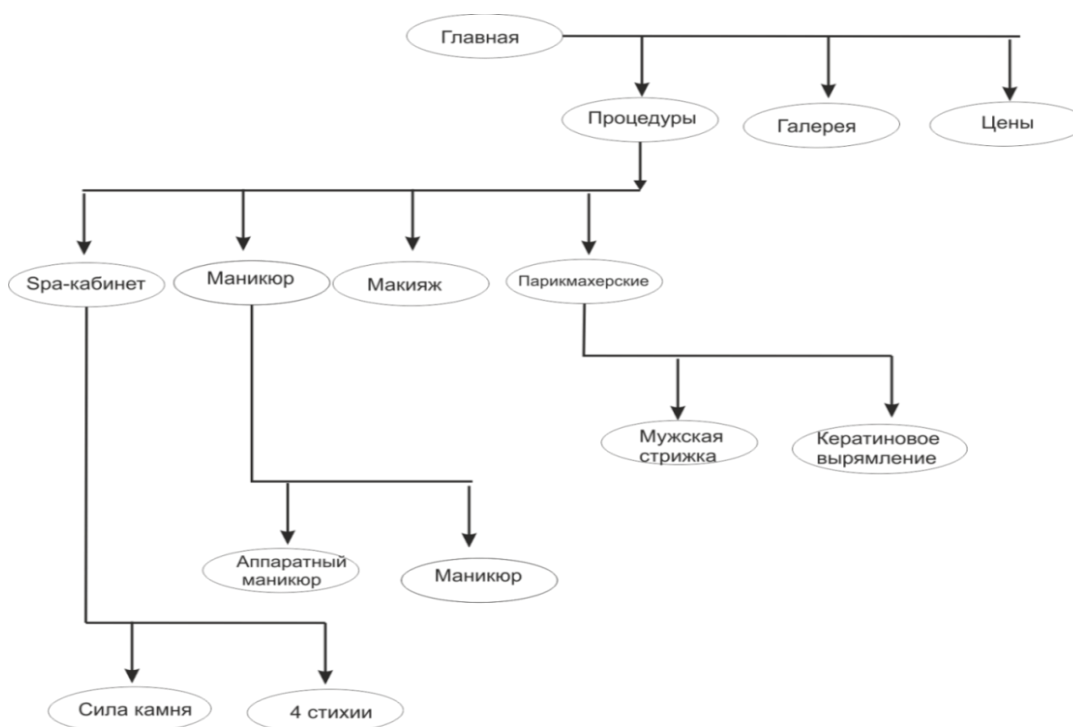 Главная
Процедуры
Галерея
Цены
Spa-кабинет
Маникюр
Макияж
Парикмахерские
Мужская
стрижка
Кератиновое
вырямление
Аппаратный
маникюр
Маникюр
Сила камня
4 стихии